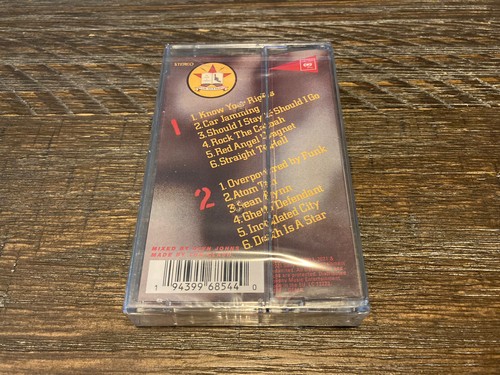 STEREO
1
1. Know Your Rights
2. Car Jamming
3. Should I Stay Or Should I Go
4. Rock The Casbah
5. Red Angel Dragnet
6. Straight To Hell
2
1. Overpowered by Funk
2. Atom Tan
3. Sean Flynn
4. Ghetto Defendant
5. Inoculated City
6. Death Is A Star
MIXED BY
MADE
1 94399 68544 0